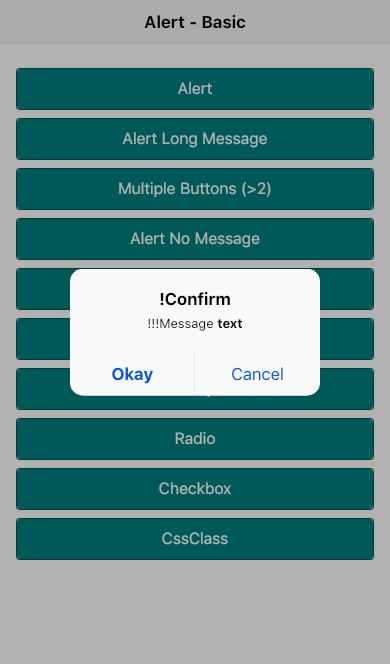 Alert - Basic
Alert
Alert Long Message
Multiple Buttons (>2)
Alert No Message
!Confirm
!!!Message text
Okay Cancel
Radio
Checkbox
CssClass